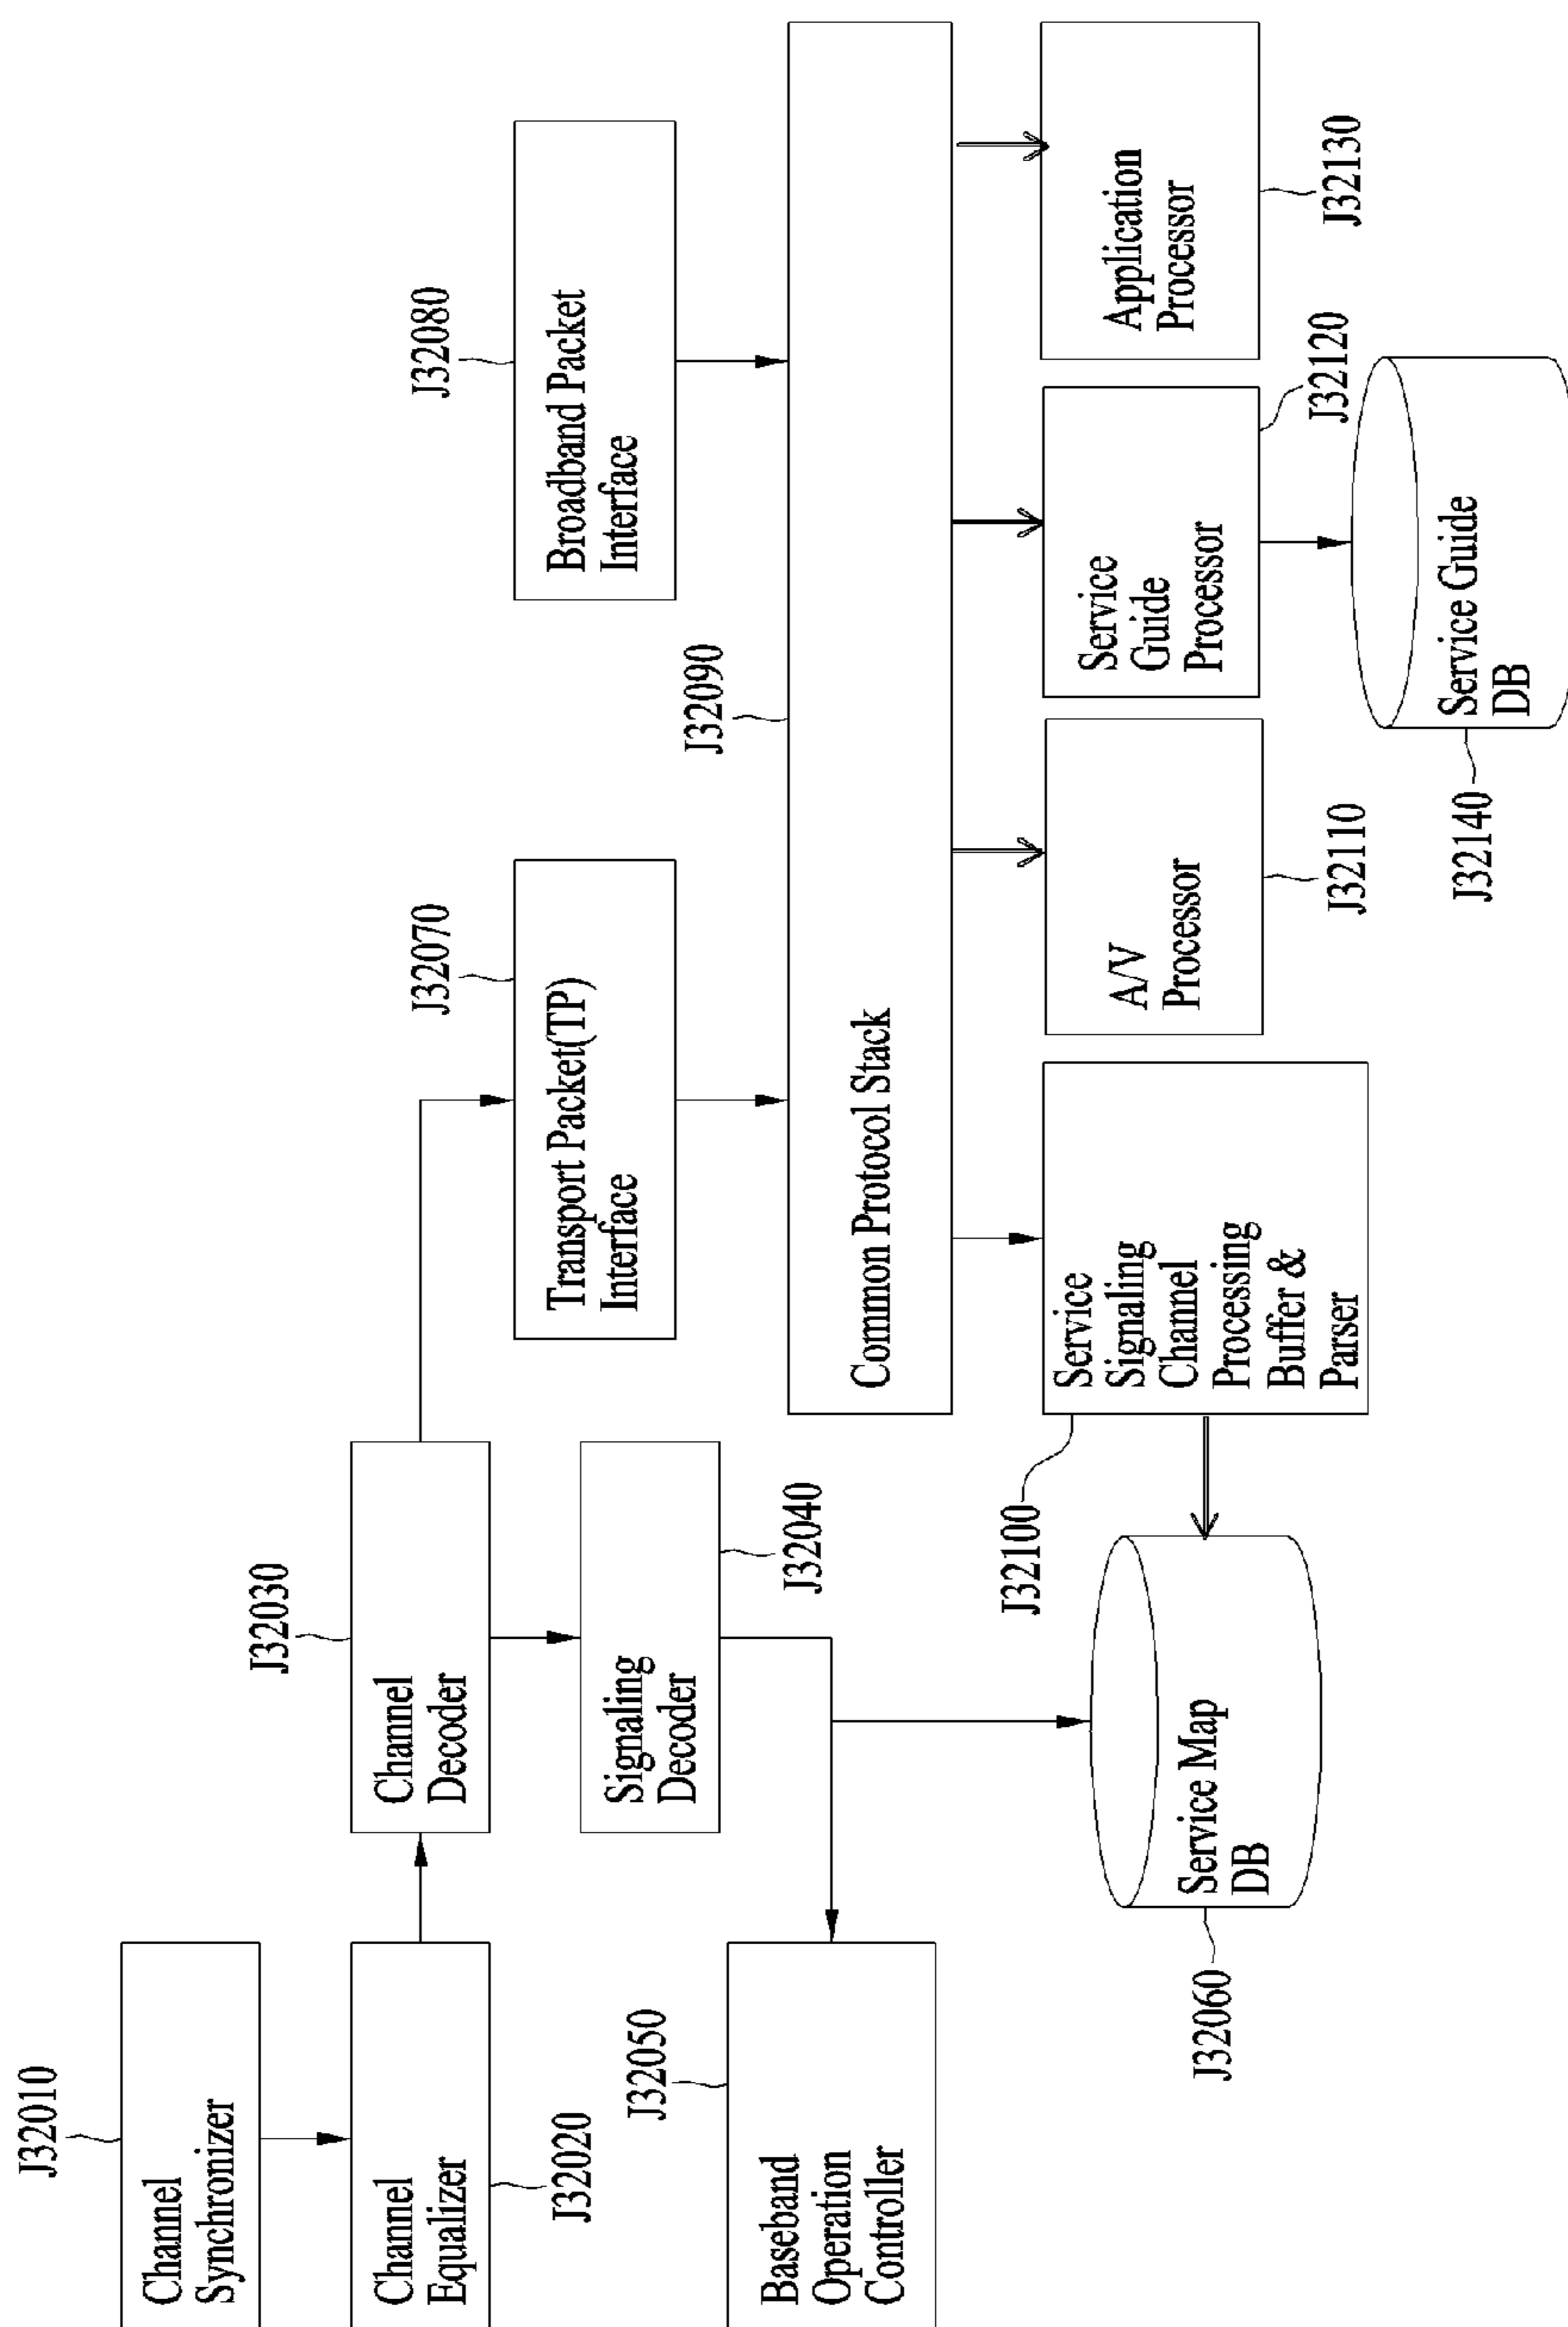 J32010
Channel
Synchronizer
Channel
Equalizer
J32020
J32030
Channel
Decoder
Signaling
Decoder
J32040
J32050
Baseband
Operation
Controller
Service Map
DB
J32060
J32070
Transport Packet(TP)
Interface
J32080
Broadband Packet
Interface
J32090
Common Protocol Stack
J32100
Service
Signaling
Channel
Processing
Buffer &
Parser
A/V
Processor
J32110
Service
Guide
Processor
J32120
Application
Processor
J32130
Service Guide
DB
J32140